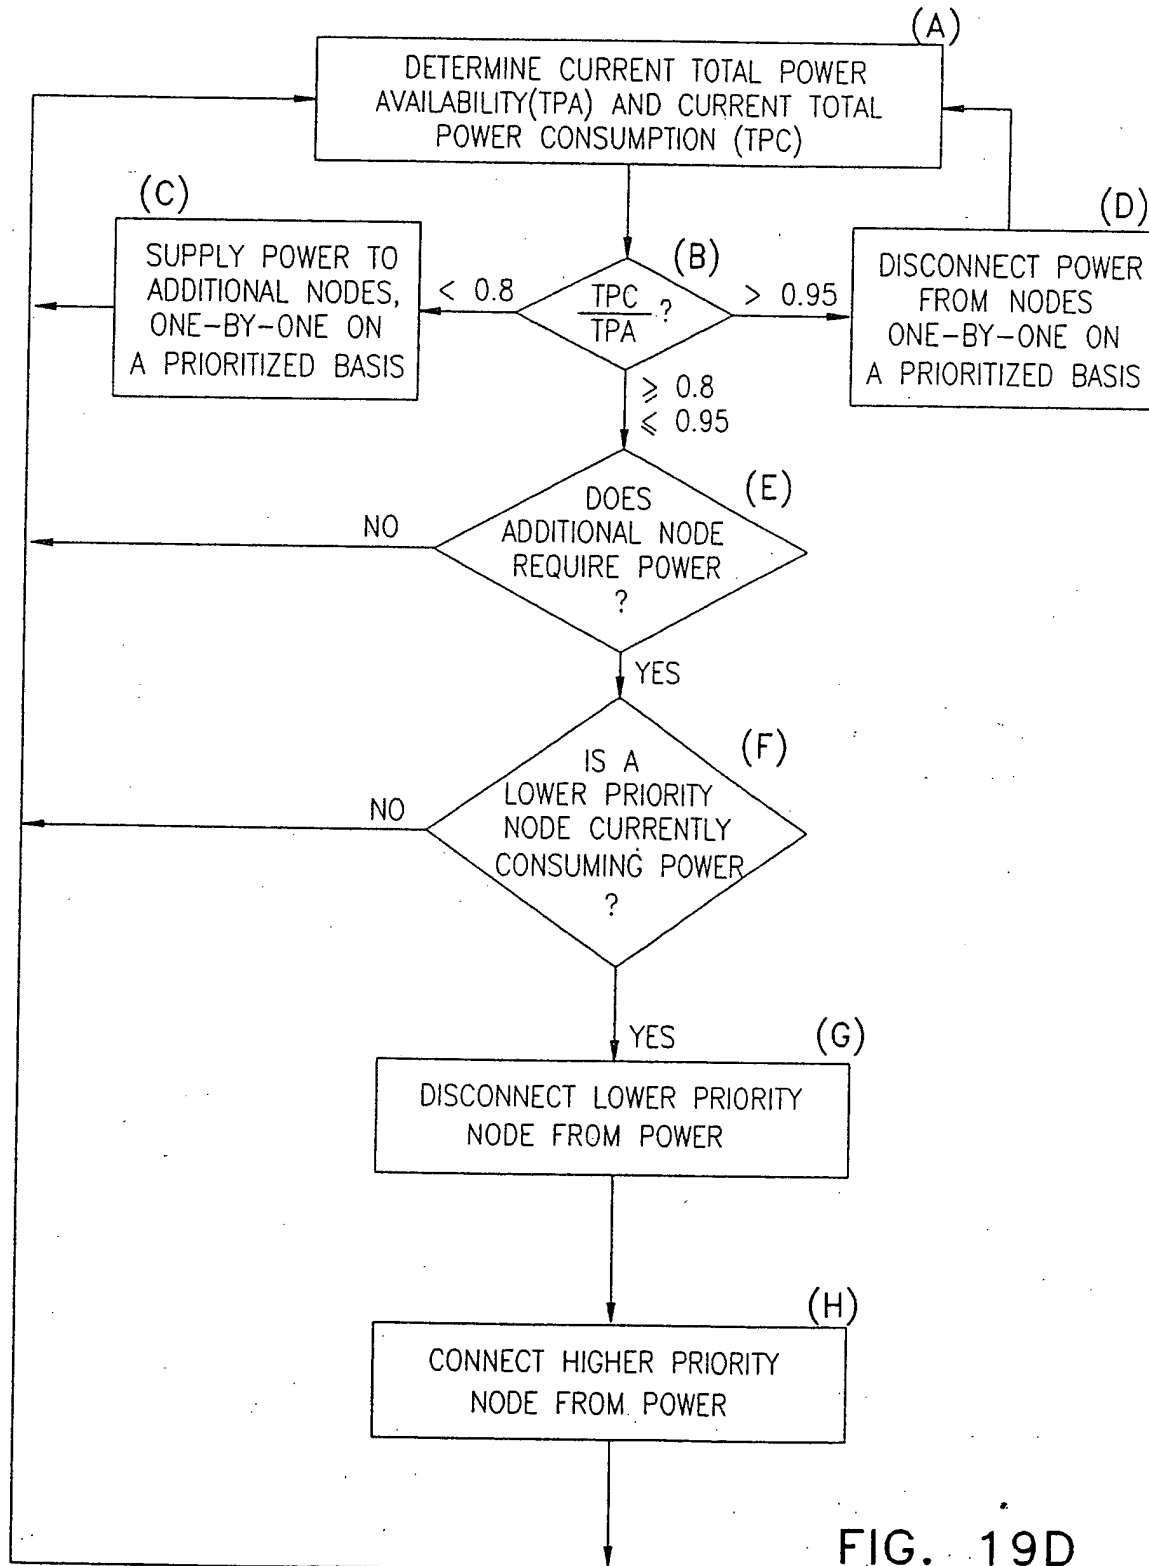 (A)
DETERMINE CURRENT TOTAL POWER
AVAILABILITY(TPA) AND CURRENT TOTAL
POWER CONSUMPTION (TPC)
(C)
SUPPLY POWER TO
ADDITIONAL NODES,
ONE-BY-ONE ON
A PRIORITIZED BASIS
< 0.8
(B)
TPC
TPA
?
> 0.95
(D)
DISCONNECT POWER
FROM NODES
ONE-BY-ONE ON
A PRIORITIZED BASIS
⩾ 0.8
⩽ 0.95
(E)
DOES
ADDITIONAL NODE
REQUIRE POWER
?
NO
YES
(F)
IS A
LOWER PRIORITY
NODE CURRENTLY
CONSUMING POWER
?
NO
YES
(G)
DISCONNECT LOWER PRIORITY
NODE FROM POWER
(H)
CONNECT HIGHER PRIORITY
NODE FROM POWER
FIG. 19D